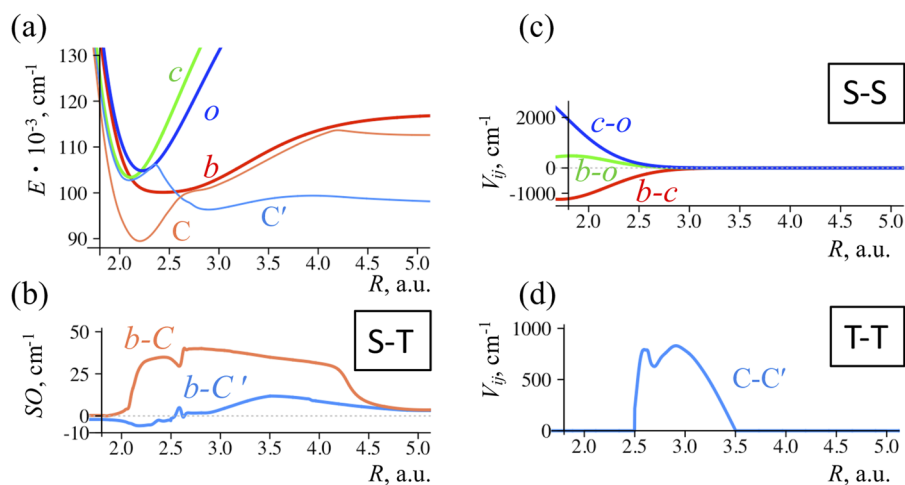 (a)
E · 10⁻³, cm⁻¹
130
120
110
100
90
c
o
b
C
C′
2.0 2.5 3.0 3.5 4.0 4.5 5.0
R, a.u.
(b)
SO, cm⁻¹
50
25
0
-10
b-C
b-C ′
S-T
2.0 2.5 3.0 3.5 4.0 4.5 5.0
R, a.u.
(c)
V_ij, cm⁻¹
2000
0
-1000
c-o
b-o
b-c
S-S
2.0 2.5 3.0 3.5 4.0 4.5 5.0
R, a.u.
(d)
V_ij, cm⁻¹
1000
800
400
0
C-C′
T-T
2.0 2.5 3.0 3.5 4.0 4.5 5.0
R, a.u.